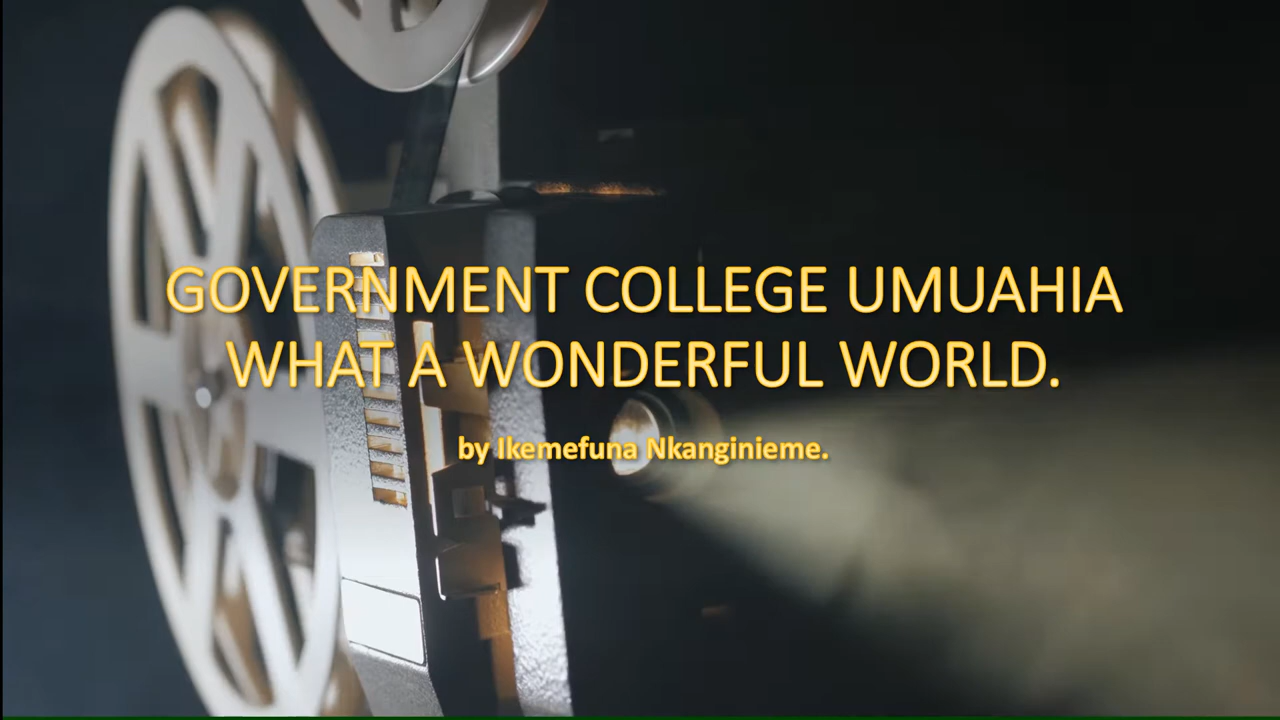 GOVERNMENT COLLEGE UMUAHIA
WHAT A WONDERFUL WORLD.
by Ikemefuna Nkanginieme.